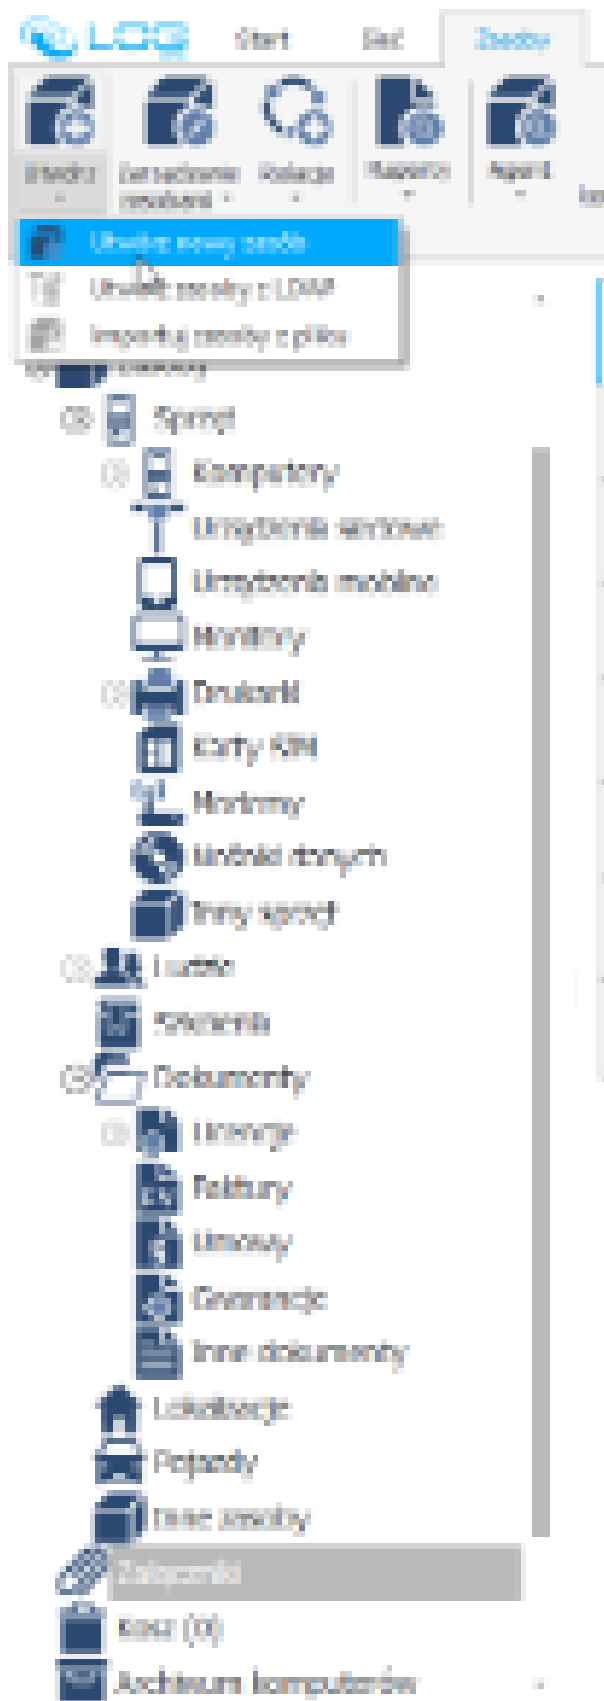 LOG Start Sieć Zasoby
Utwórz Zarządzanie Relacje Raporty Agent
zasobami
Utwórz nowy zasób
Utwórz zasoby z LDAP
Importuj zasoby z pliku
Zasoby
Sprzęt
Komputery
Urządzenia sieciowe
Urządzenia mobilne
Monitory
Drukarki
Karty SIM
Modemy
Nośniki danych
Inny sprzęt
Ludzie
Szkolenia
Dokumenty
Licencje
Faktury
Umowy
Gwarancje
Inne dokumenty
Lokalizacje
Pojazdy
Inne zasoby
Kosz (0)
Archiwum komputerów